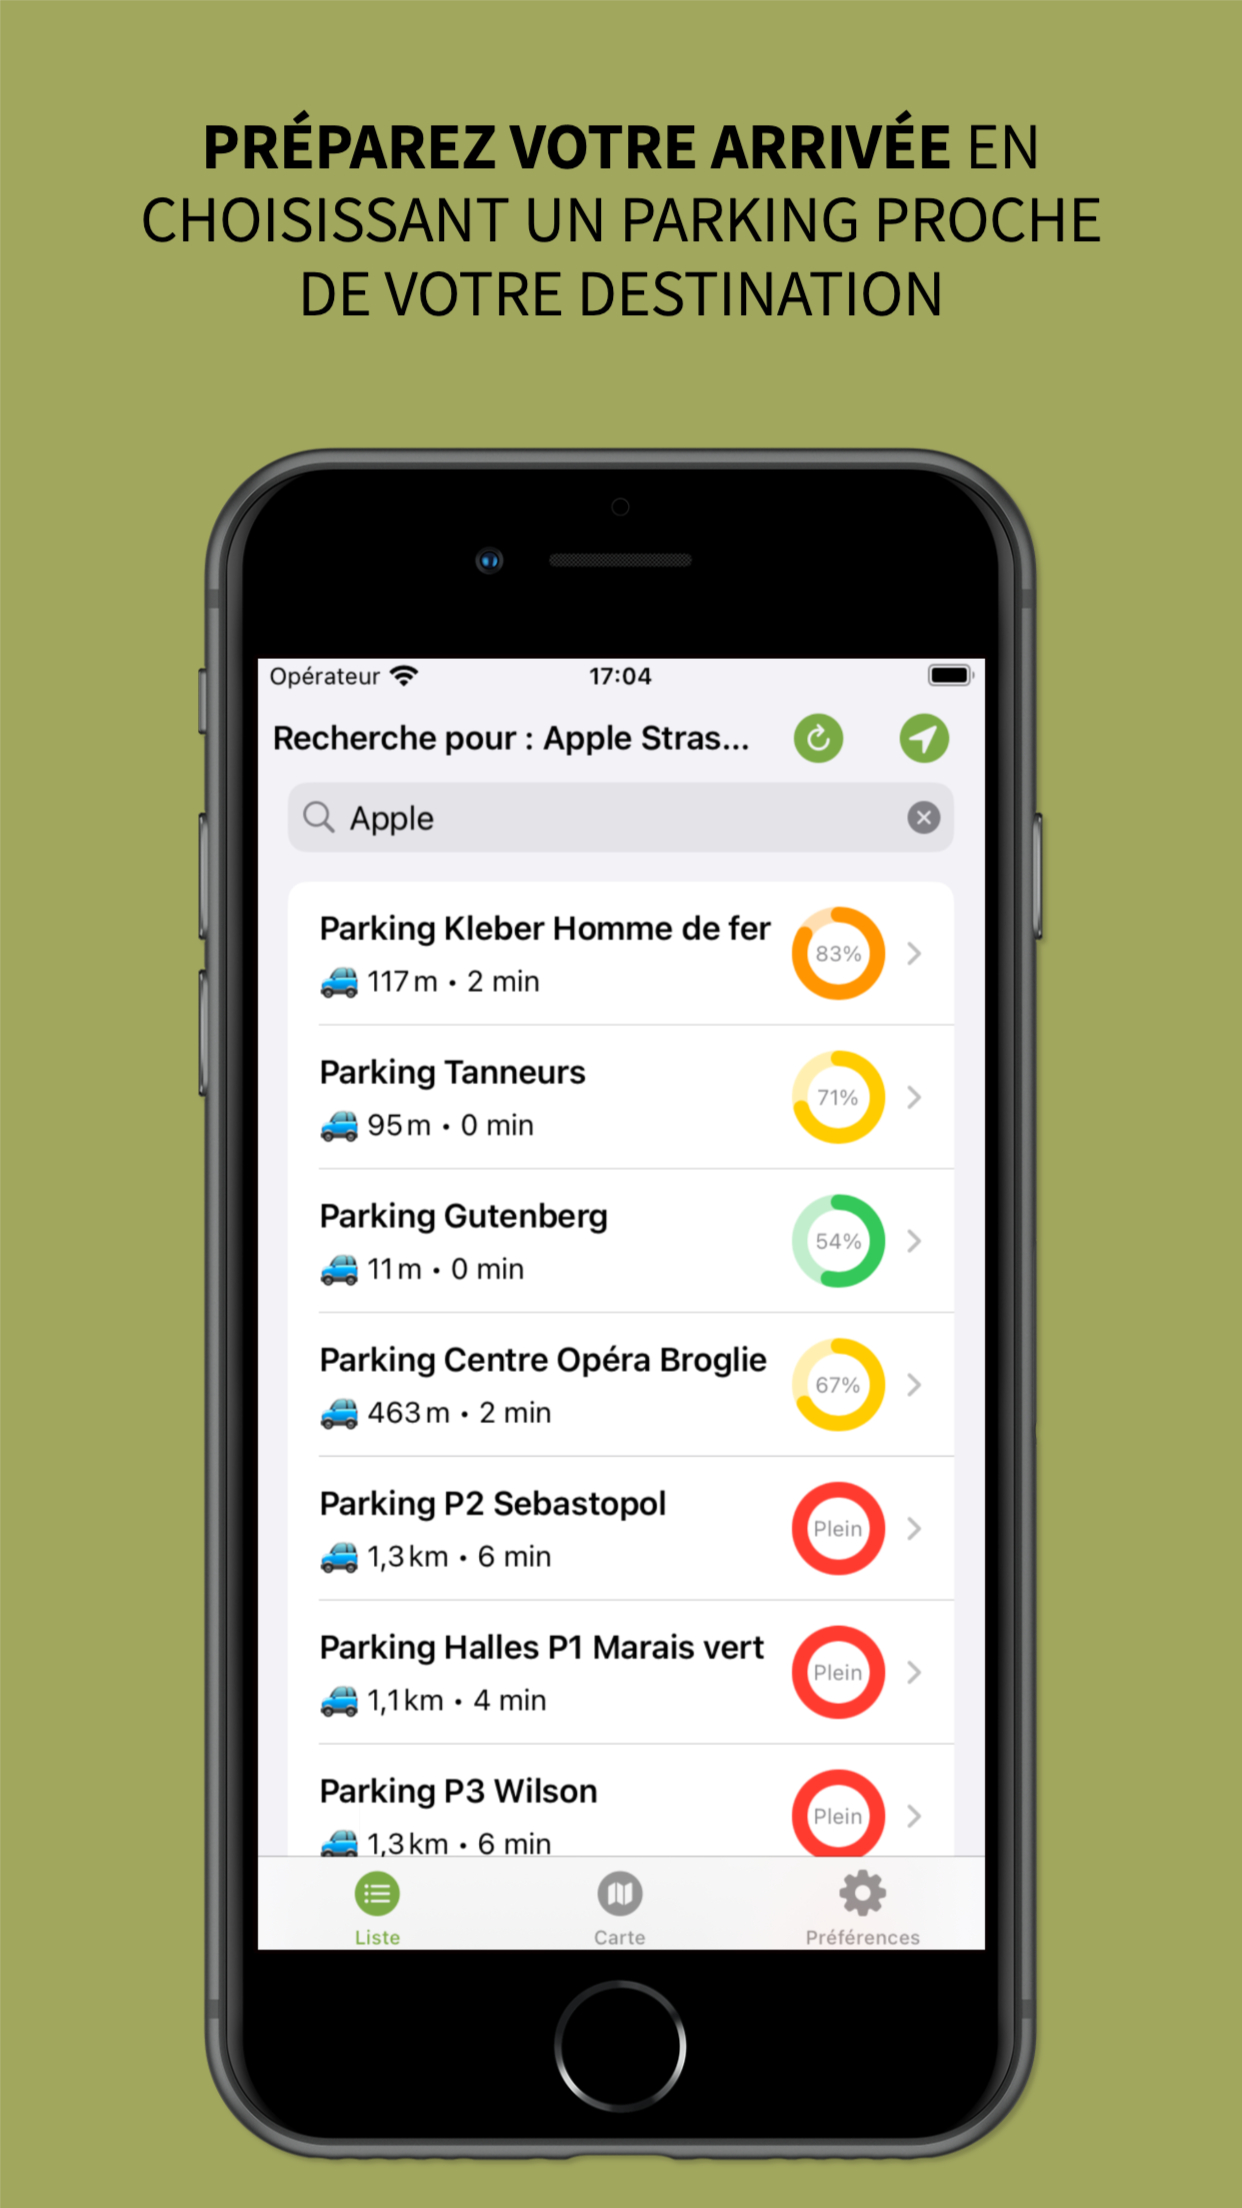 PRÉPAREZ VOTRE ARRIVÉE EN
CHOISISSANT UN PARKING PROCHE
DE VOTRE DESTINATION
Opérateur 17:04
Recherche pour : Apple Stras...
Apple
Parking Kleber Homme de fer
83%
117 m • 2 min
Parking Tanneurs
71%
95 m • 0 min
Parking Gutenberg
54%
11 m • 0 min
Parking Centre Opéra Broglie
67%
463 m • 2 min
Parking P2 Sebastopol
Plein
1,3 km • 6 min
Parking Halles P1 Marais vert
Plein
1,1 km • 4 min
Parking P3 Wilson
Plein
1,3 km • 6 min
Liste Carte Préférences